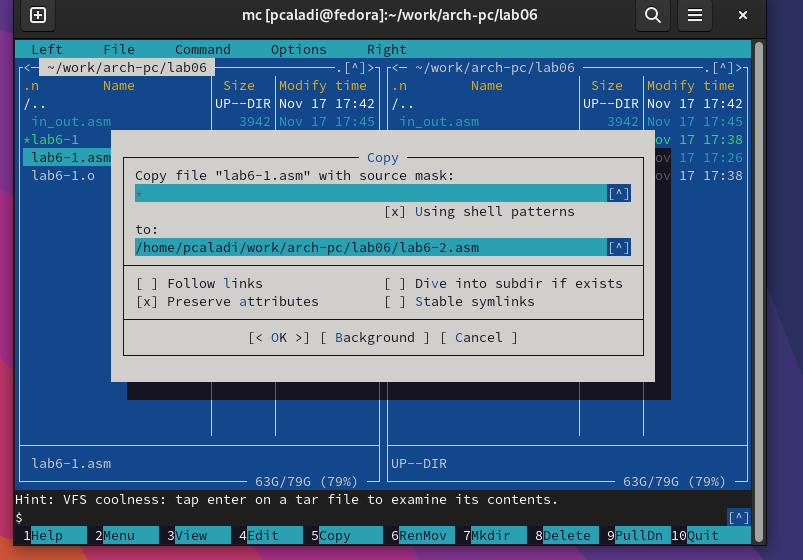 mc [pcaladi@fedora]:~/work/arch-pc/lab06
Left File Command Options Right
<— ~/work/arch-pc/lab06 .[^]> <— ~/work/arch-pc/lab06 .[^]>
.n Name Size Modify time .n Name Size Modify time
/.. UP--DIR Nov 17 17:42 /.. UP--DIR Nov 17 17:42
in_out.asm 3942 Nov 17 17:45 in_out.asm 3942 Nov 17 17:45
*lab6-1 ov 17 17:38
lab6-1.asm ov 17 17:26
lab6-1.o ov 17 17:38
Copy
Copy file "lab6-1.asm" with source mask:
* [^]
[x] Using shell patterns
to:
/home/pcaladi/work/arch-pc/lab06/lab6-2.asm [^]
[ ] Follow links [ ] Dive into subdir if exists
[x] Preserve attributes [ ] Stable symlinks
[< OK >] [ Background ] [ Cancel ]
lab6-1.asm UP--DIR
63G/79G (79%) 63G/79G (79%)
Hint: VFS coolness: tap enter on a tar file to examine its contents.
$ [^]
1Help 2Menu 3View 4Edit 5Copy 6RenMov 7Mkdir 8Delete 9PullDn 10Quit